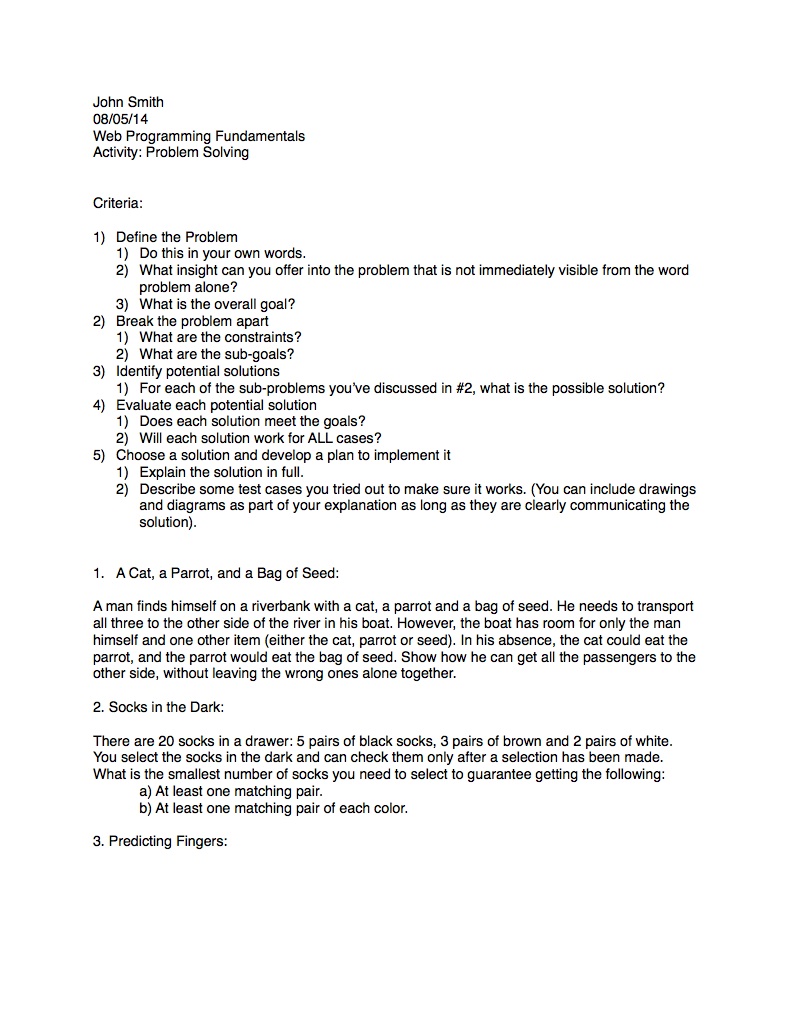 John Smith
08/05/14
Web Programming Fundamentals
Activity: Problem Solving
Criteria:
1) Define the Problem
1) Do this in your own words.
2) What insight can you offer into the problem that is not immediately visible from the word
problem alone?
3) What is the overall goal?
2) Break the problem apart
1) What are the constraints?
2) What are the sub-goals?
3) Identify potential solutions
1) For each of the sub-problems you’ve discussed in #2, what is the possible solution?
4) Evaluate each potential solution
1) Does each solution meet the goals?
2) Will each solution work for ALL cases?
5) Choose a solution and develop a plan to implement it
1) Explain the solution in full.
2) Describe some test cases you tried out to make sure it works. (You can include drawings
and diagrams as part of your explanation as long as they are clearly communicating the
solution).
1. A Cat, a Parrot, and a Bag of Seed:
A man finds himself on a riverbank with a cat, a parrot and a bag of seed. He needs to transport
all three to the other side of the river in his boat. However, the boat has room for only the man
himself and one other item (either the cat, parrot or seed). In his absence, the cat could eat the
parrot, and the parrot would eat the bag of seed. Show how he can get all the passengers to the
other side, without leaving the wrong ones alone together.
2. Socks in the Dark:
There are 20 socks in a drawer: 5 pairs of black socks, 3 pairs of brown and 2 pairs of white.
You select the socks in the dark and can check them only after a selection has been made.
What is the smallest number of socks you need to select to guarantee getting the following:
a) At least one matching pair.
b) At least one matching pair of each color.
3. Predicting Fingers: